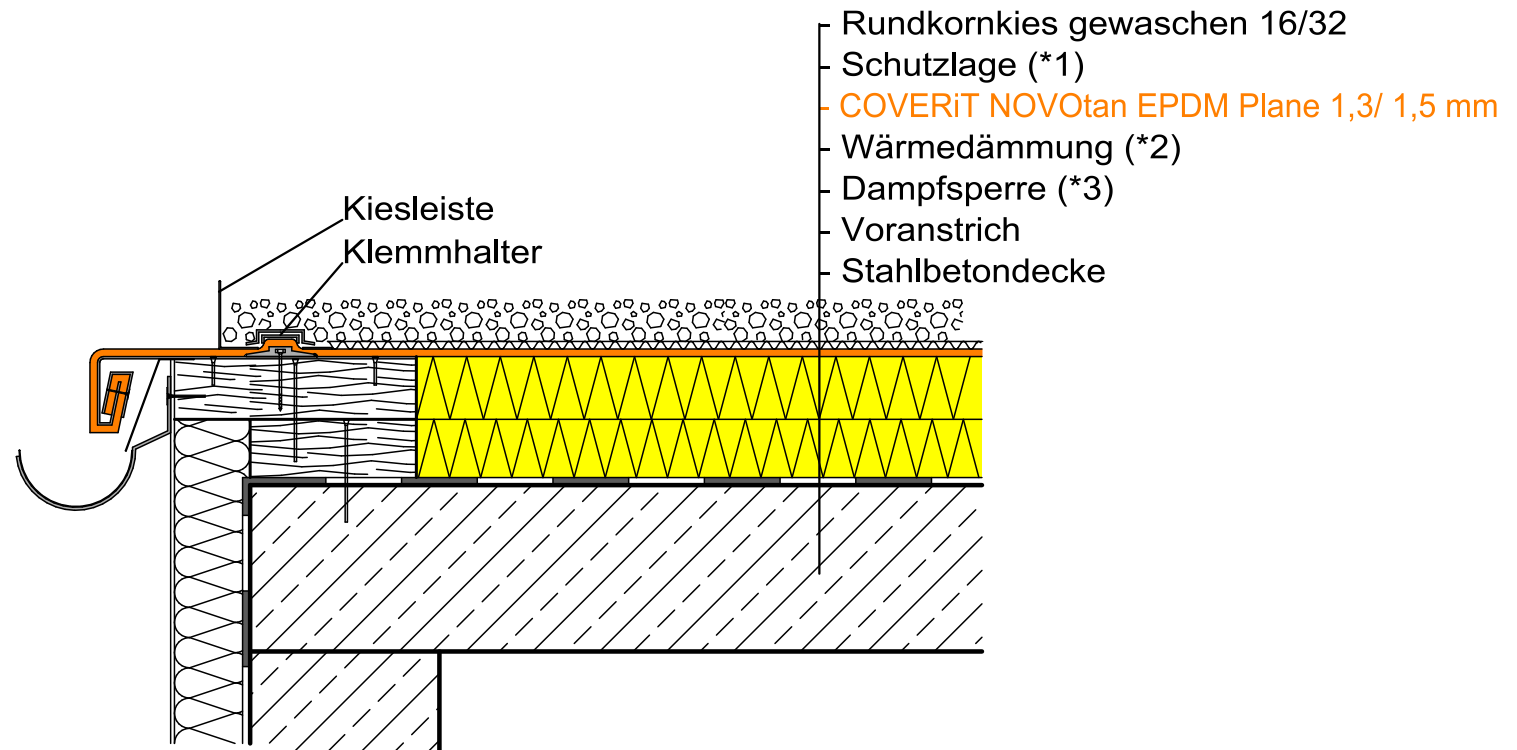 Rundkornkies gewaschen 16/32
Schutzlage (*1)
COVERiT NOVOtan EPDM Plane 1,3/ 1,5 mm
Wärmedämmung (*2)
Dampfsperre (*3)
Voranstrich
Stahlbetondecke
Kiesleiste
Klemmhalter